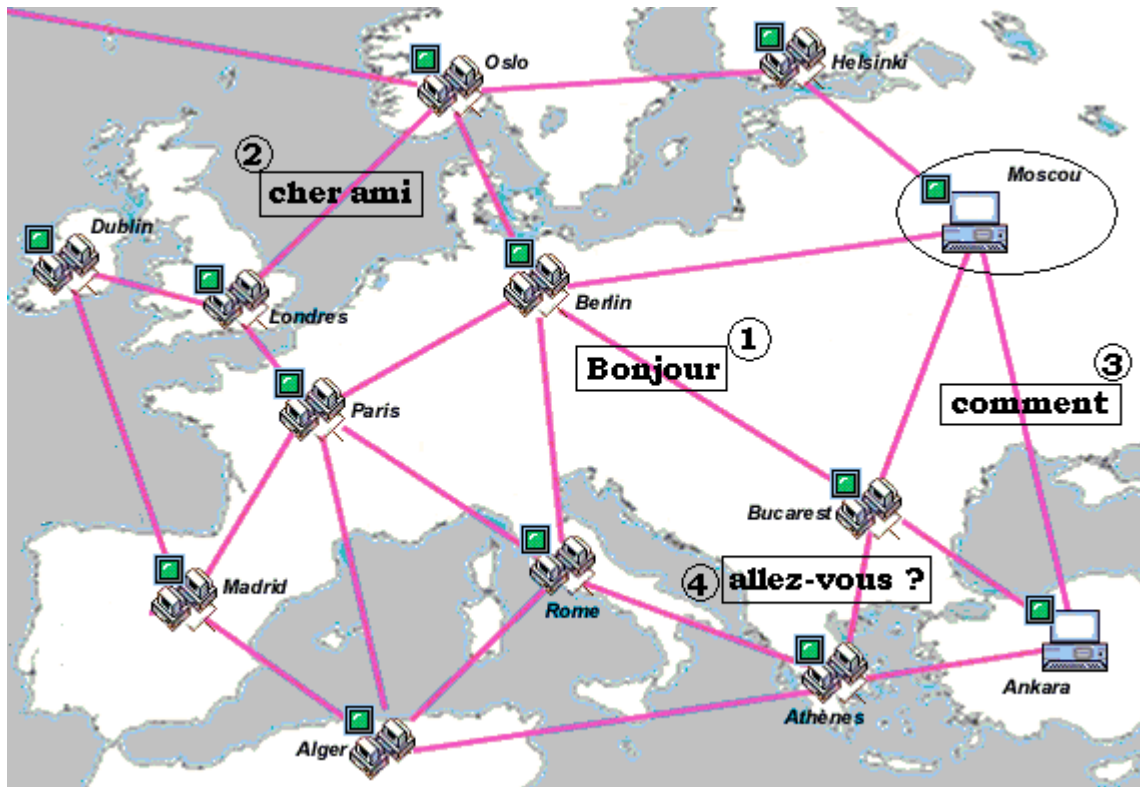 Oslo
Helsinki
2
cher ami
Moscou
Dublin
Londres
Berlin
1
Bonjour
3
comment
Paris
Bucarest
4
allez-vous ?
Madrid
Rome
Ankara
Athènes
Alger